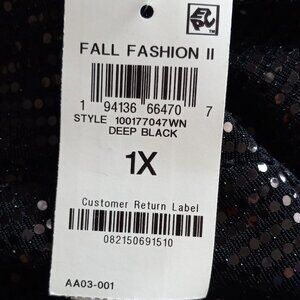 FALL FASHION II
1 94136 66470 7
STYLE 100177047WN
DEEP BLACK
1X
Customer Return Label
082150691510
AA03-001